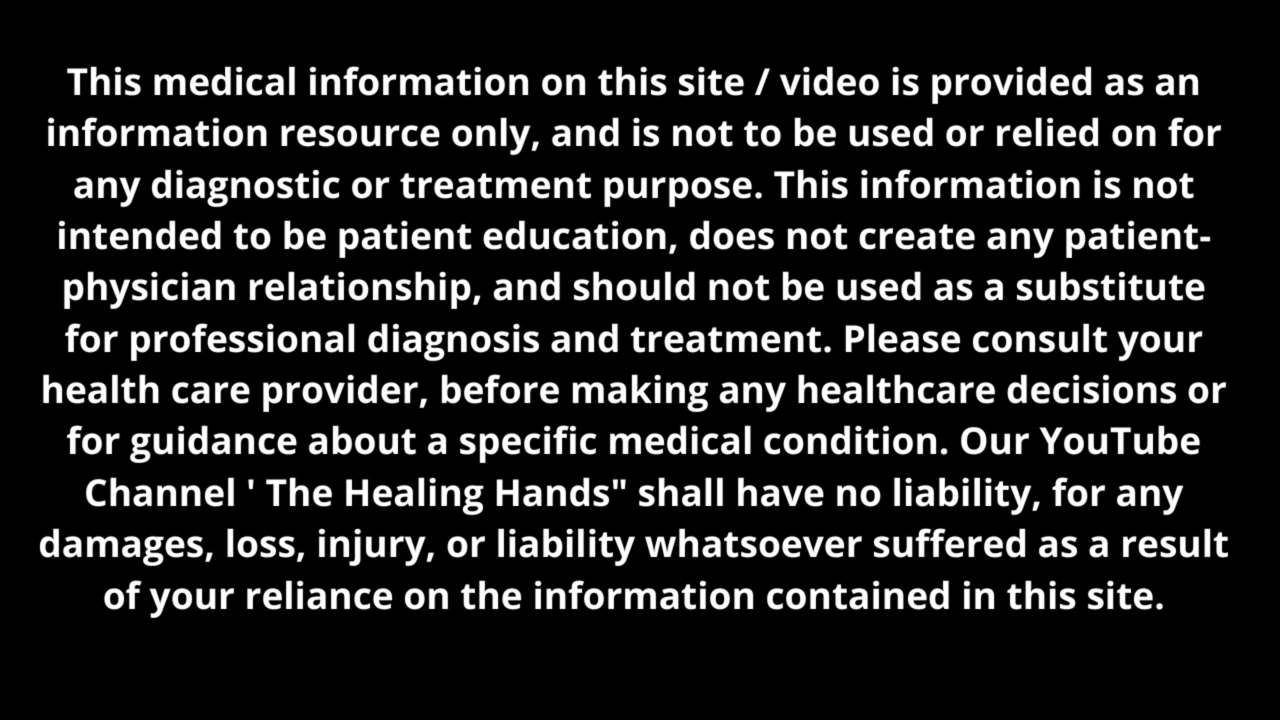 This medical information on this site / video is provided as an
information resource only, and is not to be used or relied on for
any diagnostic or treatment purpose. This information is not
intended to be patient education, does not create any patient-
physician relationship, and should not be used as a substitute
for professional diagnosis and treatment. Please consult your
health care provider, before making any healthcare decisions or
for guidance about a specific medical condition. Our YouTube
Channel ' The Healing Hands" shall have no liability, for any
damages, loss, injury, or liability whatsoever suffered as a result
of your reliance on the information contained in this site.